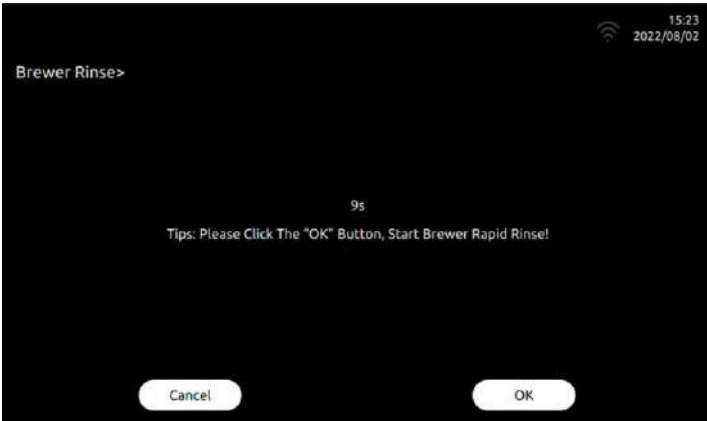 15:23
2022/08/02
Brewer Rinse>
9s
Tips: Please Click The "OK" Button, Start Brewer Rapid Rinse!
Cancel
OK